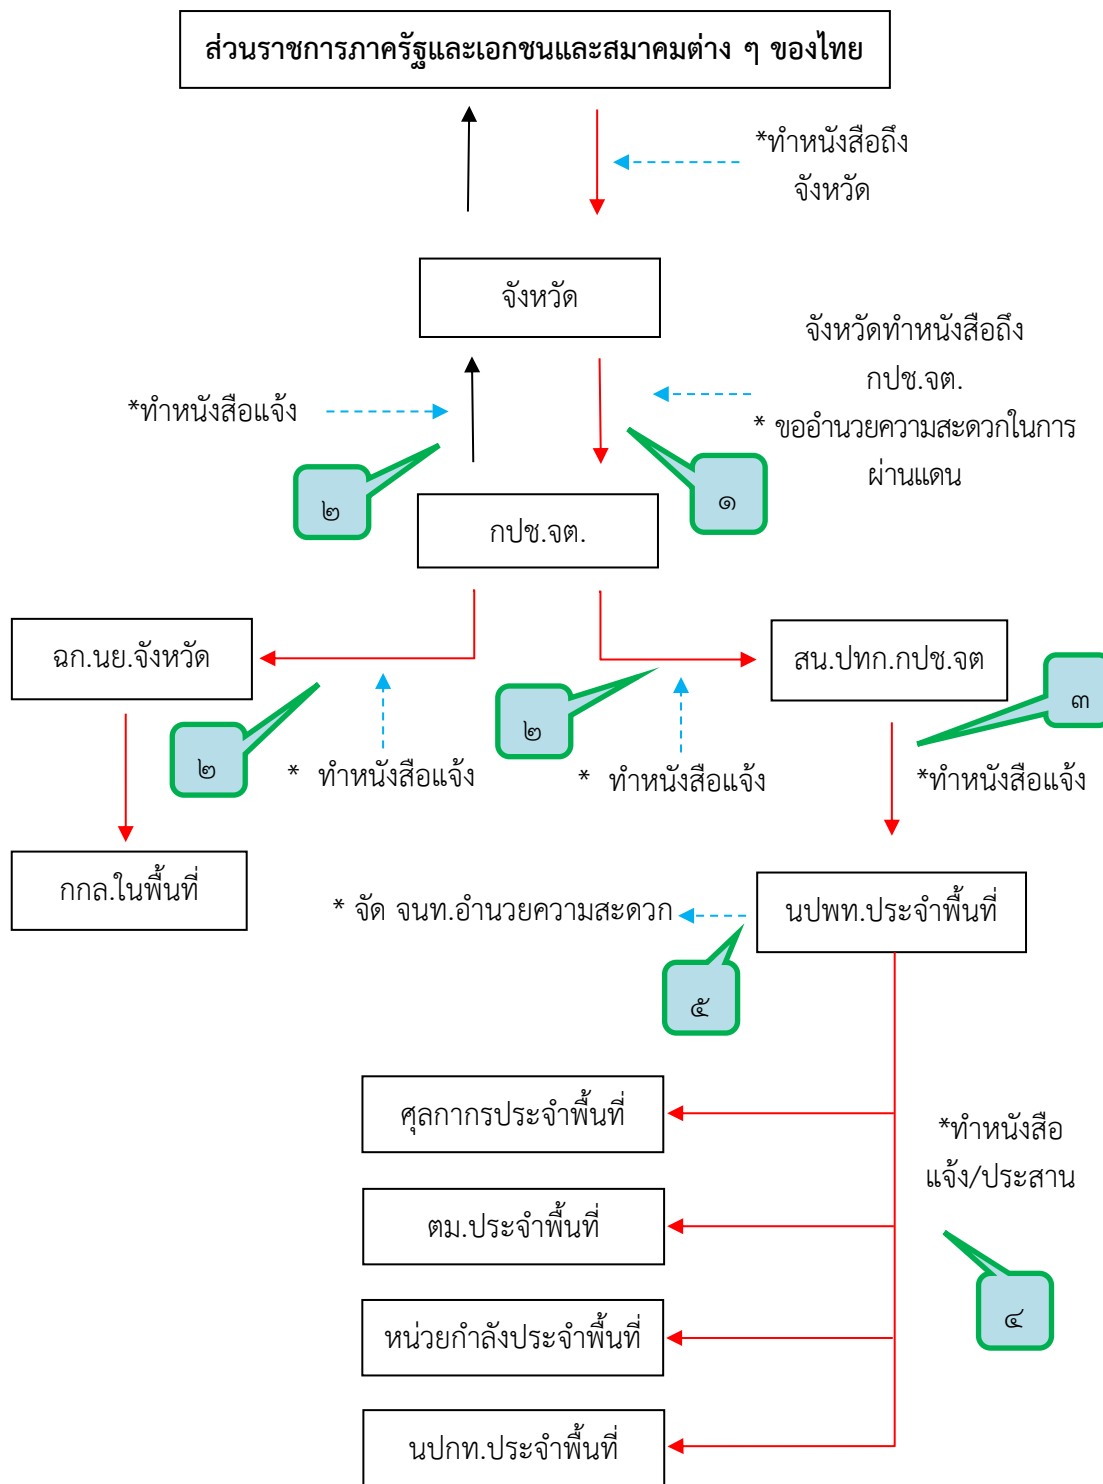 ส่วนราชการภาครัฐและเอกชนและสมาคมต่าง ๆ ของไทย
*ทำหนังสือถึง
จังหวัด
จังหวัด
จังหวัดทำหนังสือถึง
กปช.จต.
* ขออำนวยความสะดวกในการ
ผ่านแดน
*ทำหนังสือแจ้ง
๒
๑
กปช.จต.
ฉก.นย.จังหวัด
สน.ปทก.กปช.จต
๓
๒
๒
* ทำหนังสือแจ้ง
* ทำหนังสือแจ้ง
*ทำหนังสือแจ้ง
กกล.ในพื้นที่
* จัด จนท.อำนวยความสะดวก
นปพท.ประจำพื้นที่
๕
ศุลกากรประจำพื้นที่
*ทำหนังสือ
แจ้ง/ประสาน
ตม.ประจำพื้นที่
๔
หน่วยกำลังประจำพื้นที่
นปกท.ประจำพื้นที่